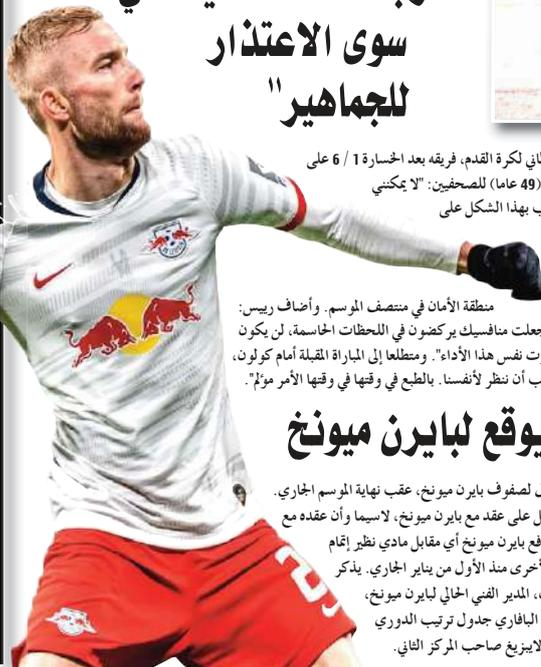 سوى الاعتذار
للجماهير"
لكرة القدم، فريقه بعد الخسارة 1 / 6 على
(49 عاما) للصحفيين: "لا يمكنني
بهذا الشكل على
منطقة الأمان في منتصف الموسم. وأضاف رييس:
جعلت منافسيك يركضون في اللحظات الحاسمة، لن يكون
نفس هذا الأداء". ومتطلعا إلى المباراة المقبلة أمام كولون،
أن ننظر لأنفسنا. بالطبع في وقتها في وقتها الأمر مؤلم".
يوقع لبايرن ميونخ
لصفوف بايرن ميونخ، عقب نهاية الموسم الجاري.
على عقد مع بايرن ميونخ، لاسيما وأن عقده مع
بايرن ميونخ أي مقابل مادي نظير إتمام
أخرى منذ الأول من يناير الجاري. يذكر
المدير الفني الحالي لبايرن ميونخ،
البافاري جدول ترتيب الدوري
لايبزيغ صاحب المركز الثاني.